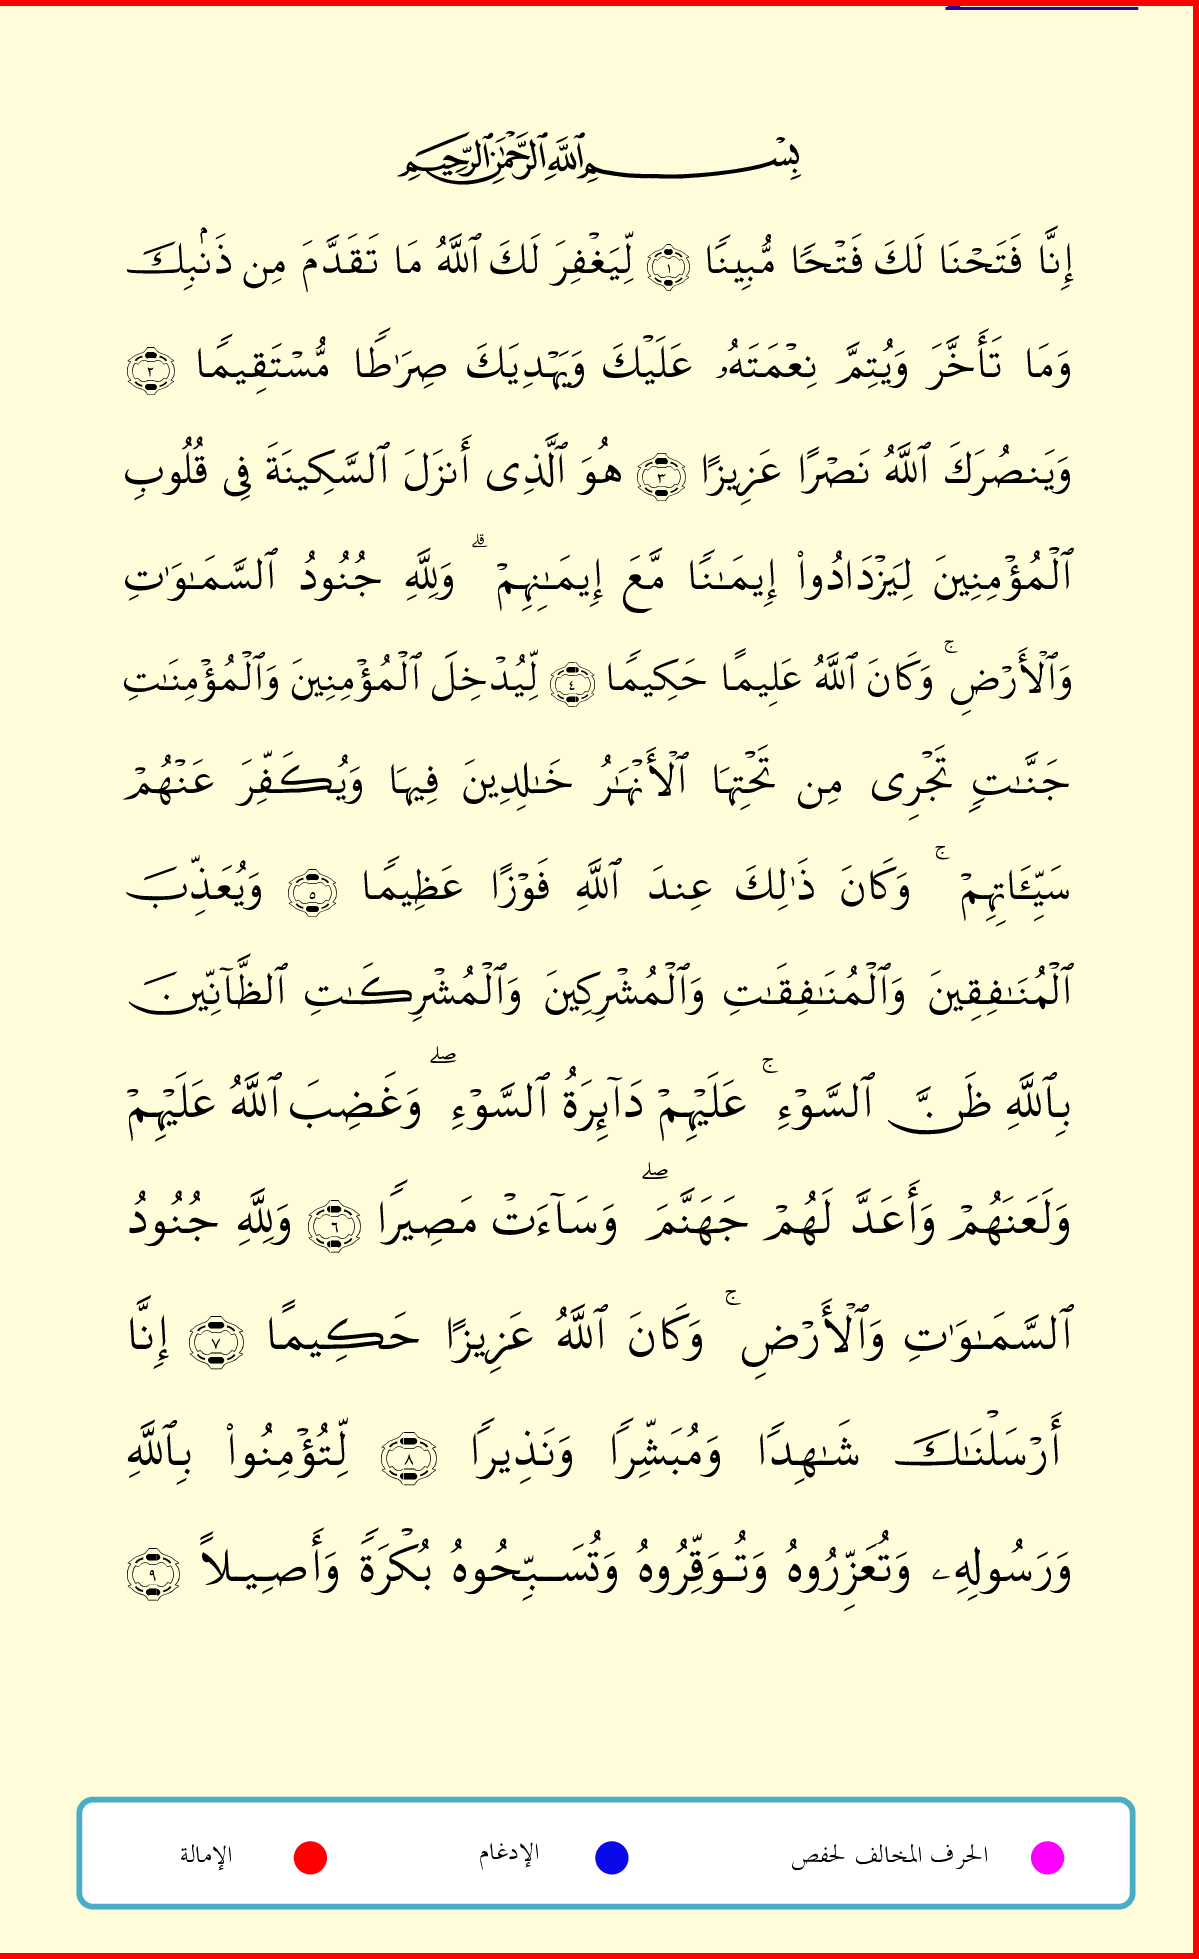 بِسۡمِ ٱللَّهِ ٱلرَّحۡمَٰنِ ٱلرَّحِيمِ
إِنَّا فَتَحۡنَا لَكَ فَتۡحًا مُّبِينًا ١ لِّيَغۡفِرَ لَكَ ٱللَّهُ مَا تَقَدَّمَ مِن ذَنۢبِكَ
وَمَا تَأَخَّرَ وَيُتِمَّ نِعۡمَتَهُۥ عَلَيۡكَ وَيَهۡدِيَكَ صِرَٰطًا مُّسۡتَقِيمًا ٢
وَيَنصُرَكَ ٱللَّهُ نَصۡرًا عَزِيزًا ٣ هُوَ ٱلَّذِى أَنزَلَ ٱلسَّكِينَةَ فِى قُلُوبِ
ٱلۡمُؤۡمِنِينَ لِيَزۡدَادُوا۟ إِيمَـٰنًا مَّعَ إِيمَـٰنِهِمۡ ۗ وَلِلَّهِ جُنُودُ ٱلسَّمَـٰوَٰتِ
وَٱلۡأَرۡضِ ۚ وَكَانَ ٱللَّهُ عَلِيمًا حَكِيمًا ٤ لِّيُدۡخِلَ ٱلۡمُؤۡمِنِينَ وَٱلۡمُؤۡمِنَـٰتِ
جَنَّـٰتٍ تَجۡرِى مِن تَحۡتِهَا ٱلۡأَنۡهَـٰرُ خَـٰلِدِينَ فِيهَا وَيُكَفِّرَ عَنۡهُمۡ
سَيِّـَٔاتِهِمۡ ۚ وَكَانَ ذَٰلِكَ عِندَ ٱللَّهِ فَوۡزًا عَظِيمًا ٥ وَيُعَذِّبَ
ٱلۡمُنَـٰفِقِينَ وَٱلۡمُنَـٰفِقَـٰتِ وَٱلۡمُشۡرِكِينَ وَٱلۡمُشۡرِكَـٰتِ ٱلظَّآنِّينَ
بِٱللَّهِ ظَنَّ ٱلسَّوۡءِ ۚ عَلَيۡهِمۡ دَآئِرَةُ ٱلسَّوۡءِ ۖ وَغَضِبَ ٱللَّهُ عَلَيۡهِمۡ
وَلَعَنَهُمۡ وَأَعَدَّ لَهُمۡ جَهَنَّمَ ۖ وَسَآءَتۡ مَصِيرًا ٦ وَلِلَّهِ جُنُودُ
ٱلسَّمَـٰوَٰتِ وَٱلۡأَرۡضِ ۚ وَكَانَ ٱللَّهُ عَزِيزًا حَكِيمًا ٧ إِنَّا
أَرۡسَلۡنَـٰكَ شَـٰهِدًا وَمُبَشِّرًا وَنَذِيرًا ٨ لِّتُؤۡمِنُوا۟ بِٱللَّهِ
وَرَسُولِهِۦ وَتُعَزِّرُوهُ وَتُوَقِّرُوهُ وَتُسَبِّحُوهُ بُكۡرَةً وَأَصِيلاً ٩
الحرف المخالف لحفص الإدغام الإمالة